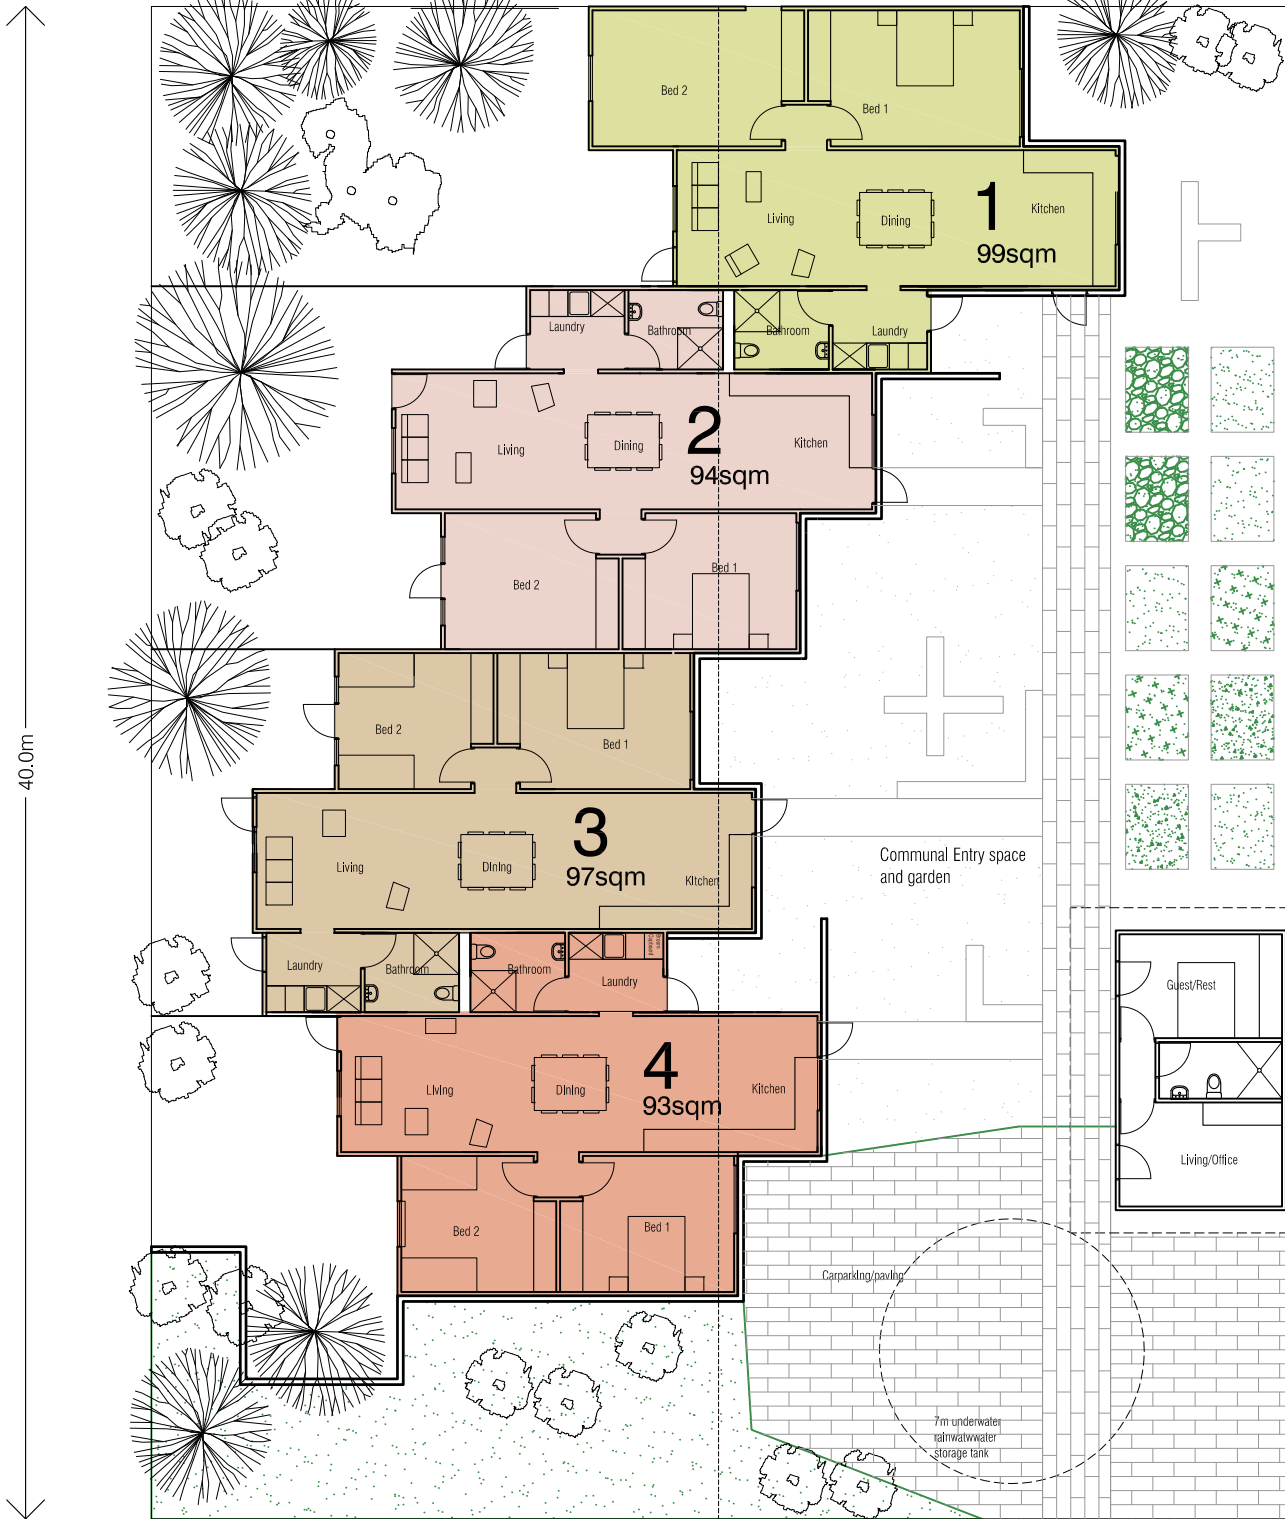 Bed 2
Bed 1
Living
Dining
1
99sqm
Kitchen
Laundry
Bathroom
Bathroom
Laundry
Living
Dining
2
94sqm
Kitchen
Bed 2
Bed 1
40.0m
Bed 2
Bed 1
Living
Dining
3
97sqm
Kitchen
Communal Entry space
and garden
Laundry
Bathroom
Bathroom
Laundry
Guest/Rest
Living
Dining
4
93sqm
Kitchen
Living/Office
Bed 2
Bed 1
Carparking/paving
7m underwater
rainwatwwater
storage tank